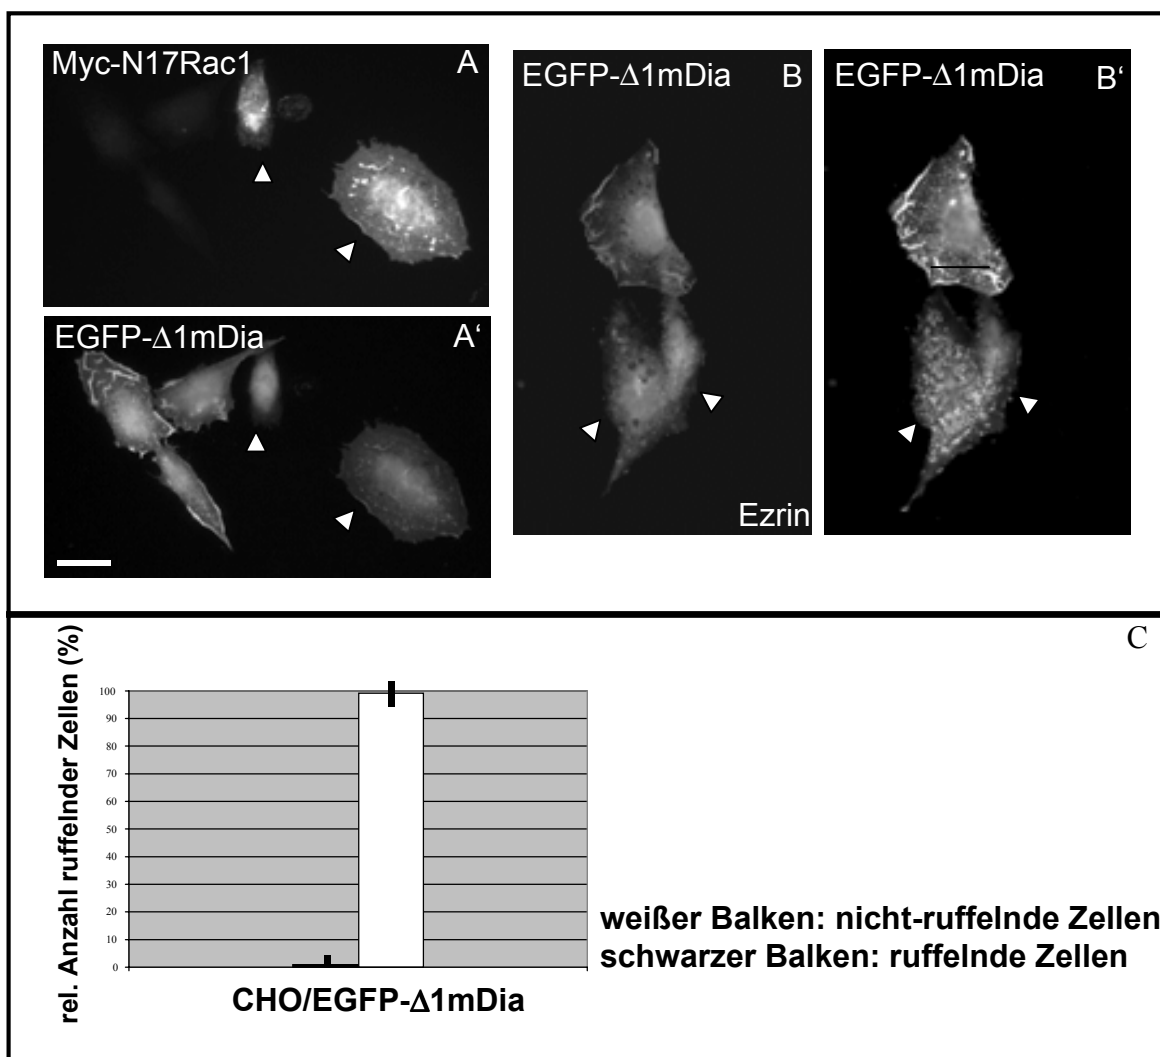 Myc-N17Rac1
A
EGFP-Δ1mDia
A‘
EGFP-Δ1mDia
B
Ezrin
EGFP-Δ1mDia
B‘
C
rel. Anzahl ruffelnder Zellen (%)
100
90
80
70
60
50
40
30
20
10
0
CHO/EGFP-Δ1mDia
weißer Balken: nicht-ruffelnde Zellen
schwarzer Balken: ruffelnde Zellen